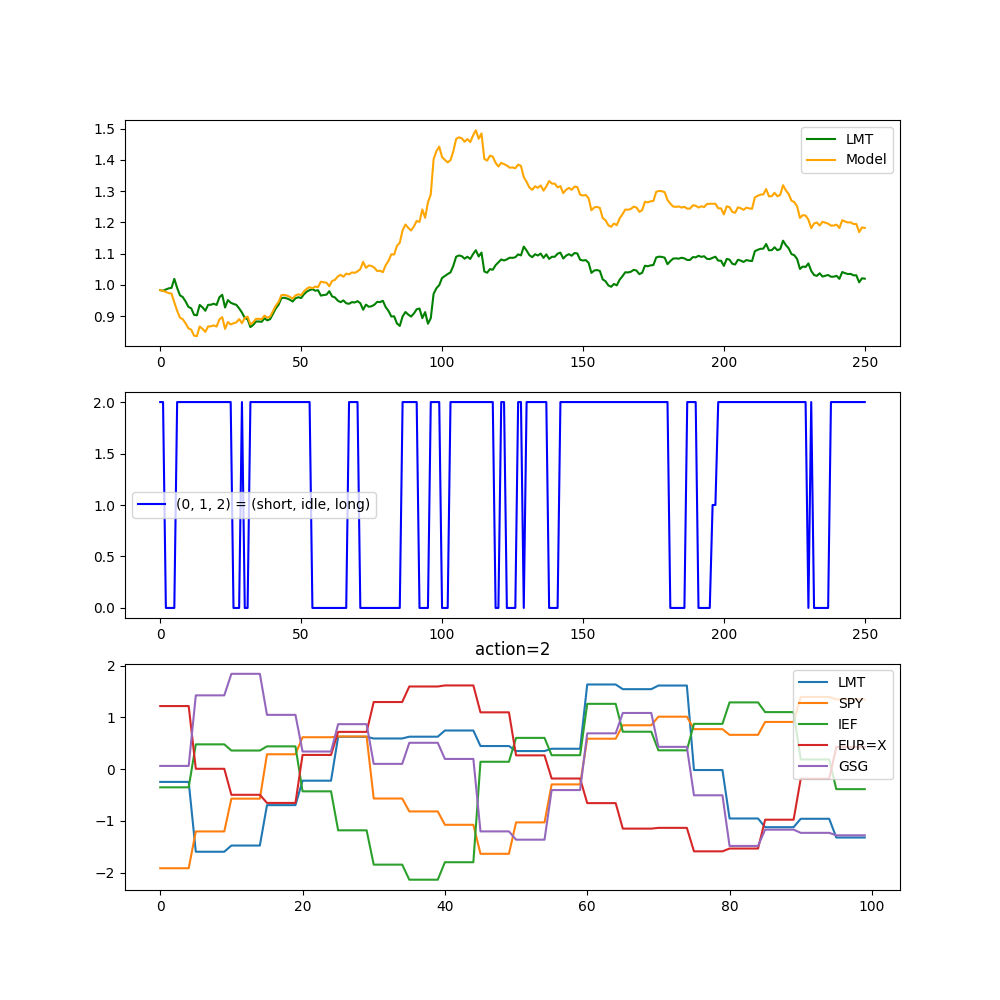 1.5
1.4
1.3
1.2
1.1
1.0
0.9
LMT
Model
0 50 100 150 200 250
2.0
1.5
1.0
0.5
0.0
(0, 1, 2) = (short, idle, long)
0 50 100 150 200 250
action=2
2
1
0
−1
−2
LMT
SPY
IEF
EUR=X
GSG
0 20 40 60 80 100